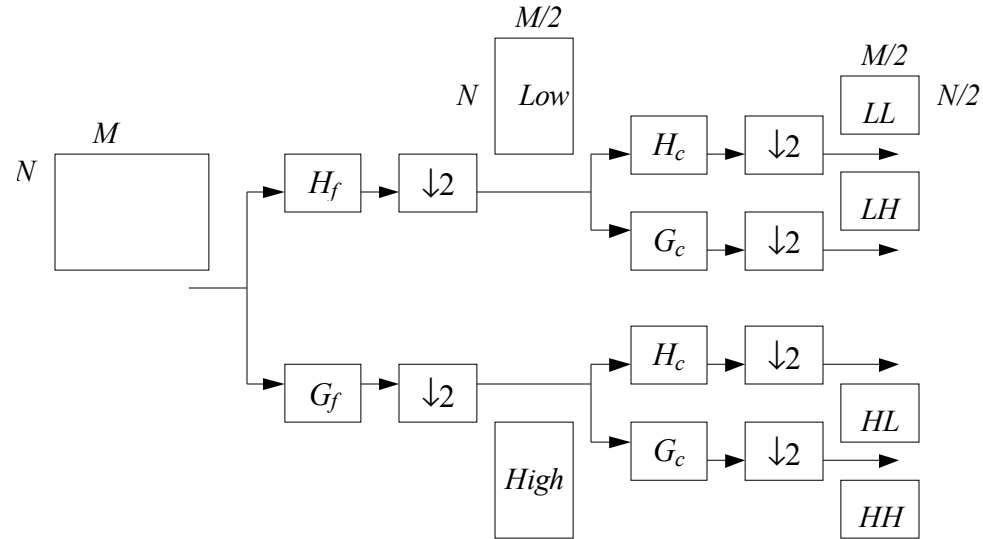 M/2
N Low
M/2
LL N/2
M
N
H_f ↓2
H_c ↓2
LH
G_c ↓2
G_f ↓2
H_c ↓2
HL
G_c ↓2
High
HH